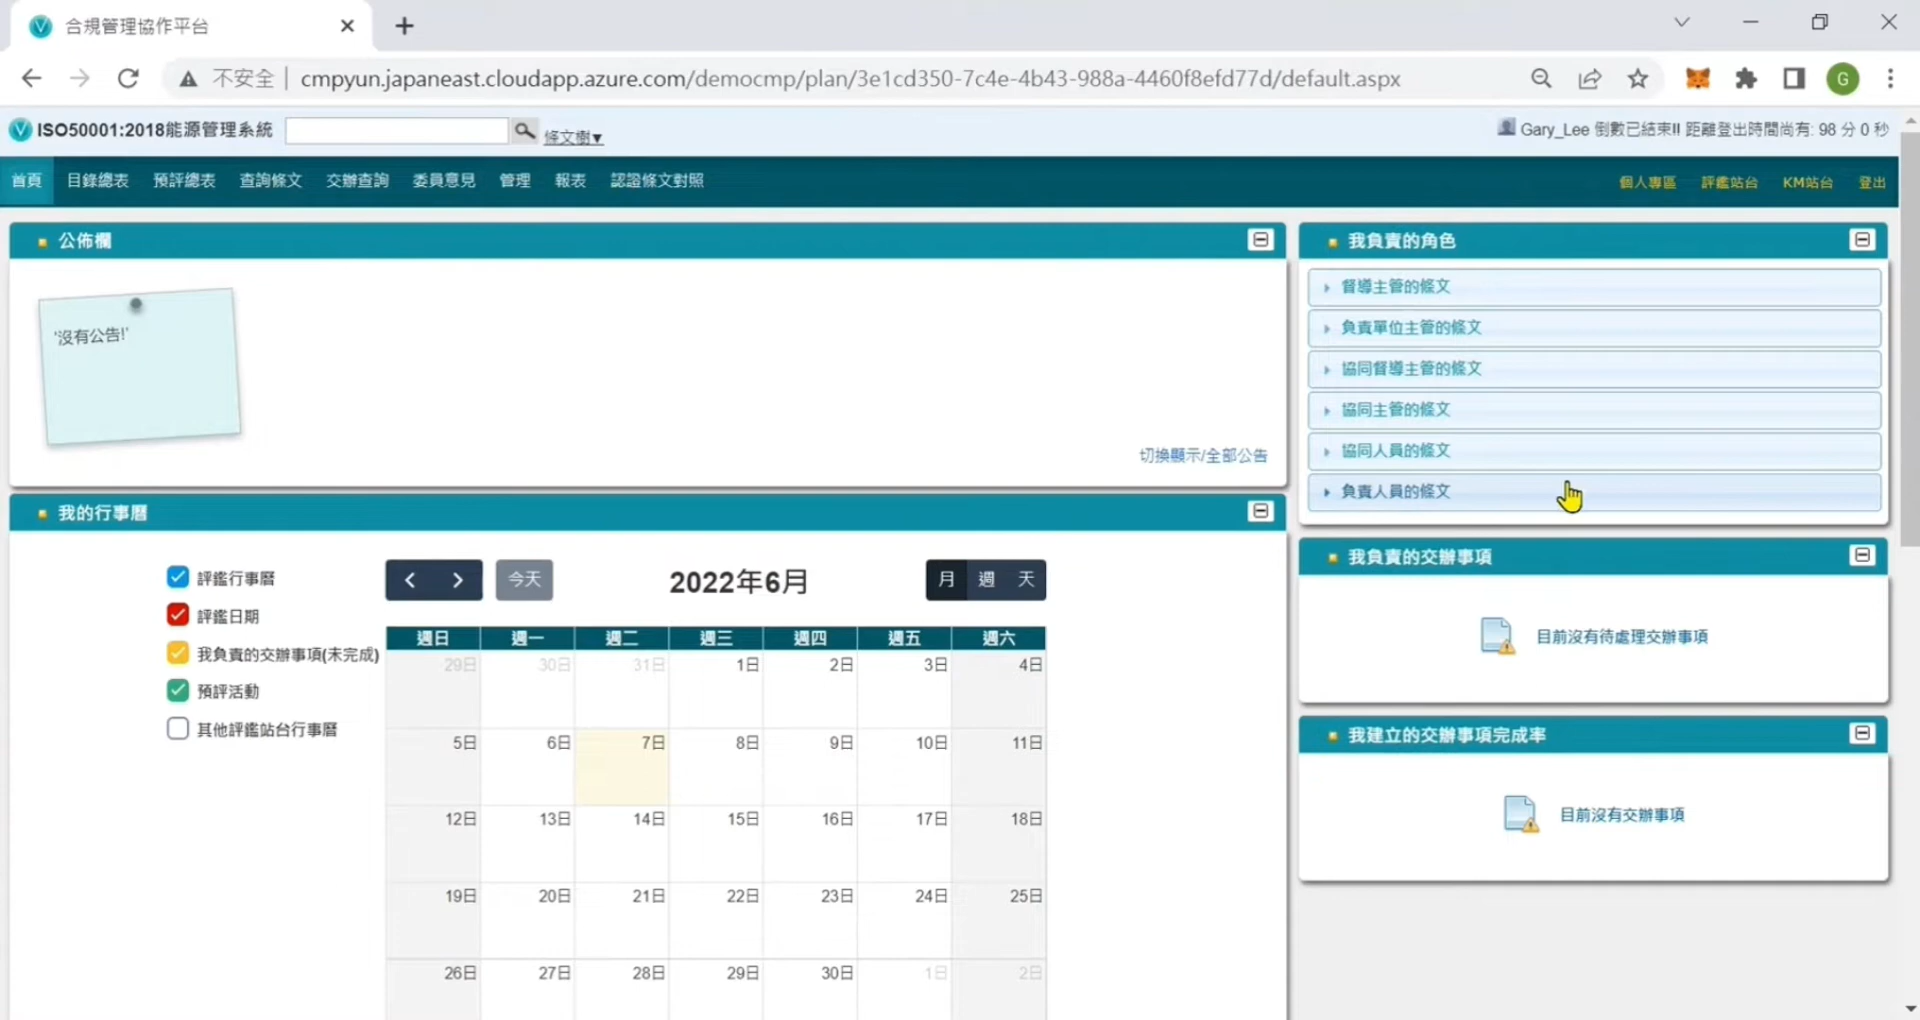 合規管理協作平台
不安全 | cmpyun.japaneast.cloudapp.azure.com/democmp/plan/3e1cd350-7c4e-4b43-988a-4460f8efd77d/default.aspx
G
ISO50001:2018能源管理系統
條文樹▼
Gary_Lee 倒數已結束!! 距離登出時間尚有: 98 分 0 秒
首頁 目錄總表 預評總表 查詢條文 交辦查詢 委員意見 管理 報表 認證條文對照
個人專區 評鑑站台 KM站台 登出
公佈欄
'沒有公告!'
切換顯示/全部公告
我的行事曆
評鑑行事曆
評鑑日期
我負責的交辦事項(未完成)
預評活動
其他評鑑站台行事曆
今天
2022年6月
月 週 天
週日 週一 週二 週三 週四 週五 週六
29日 30日 31日 1日 2日 3日 4日
5日 6日 7日 8日 9日 10日 11日
12日 13日 14日 15日 16日 17日 18日
19日 20日 21日 22日 23日 24日 25日
26日 27日 28日 29日 30日 1日 2日
我負責的角色
督導主管的條文
負責單位主管的條文
協同督導主管的條文
協同主管的條文
協同人員的條文
負責人員的條文
我負責的交辦事項
目前沒有待處理交辦事項
我建立的交辦事項完成率
目前沒有交辦事項